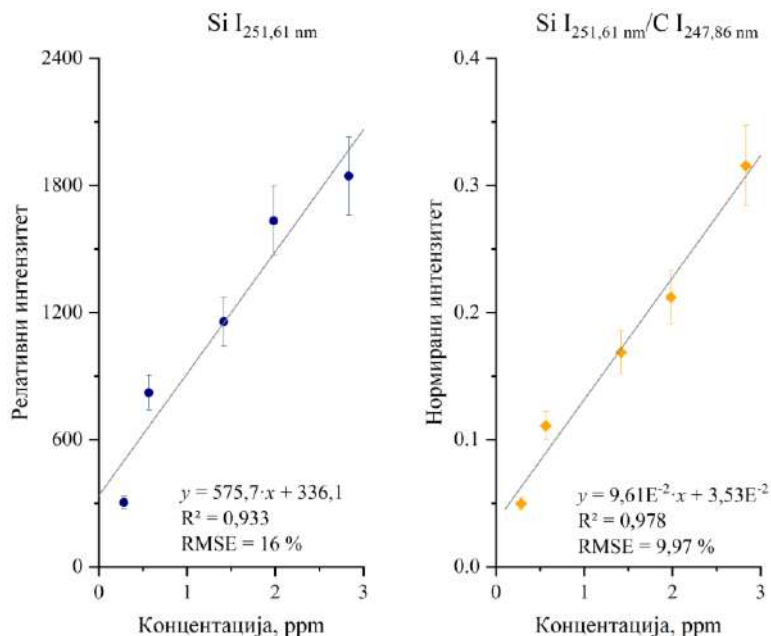 Si I251,61 nm
2400
1800
1200
600
0
Релативни интензитет
y = 575,7·x + 336,1
R² = 0,933
RMSE = 16 %
0 1 2 3
Концентација, ppm
Si I251,61 nm/C I247,86 nm
0.4
0.3
0.2
0.1
0.0
Нормирани интензитет
y = 9,61E⁻²·x + 3,53E⁻²
R² = 0,978
RMSE = 9,97 %
0 1 2 3
Концентација, ppm